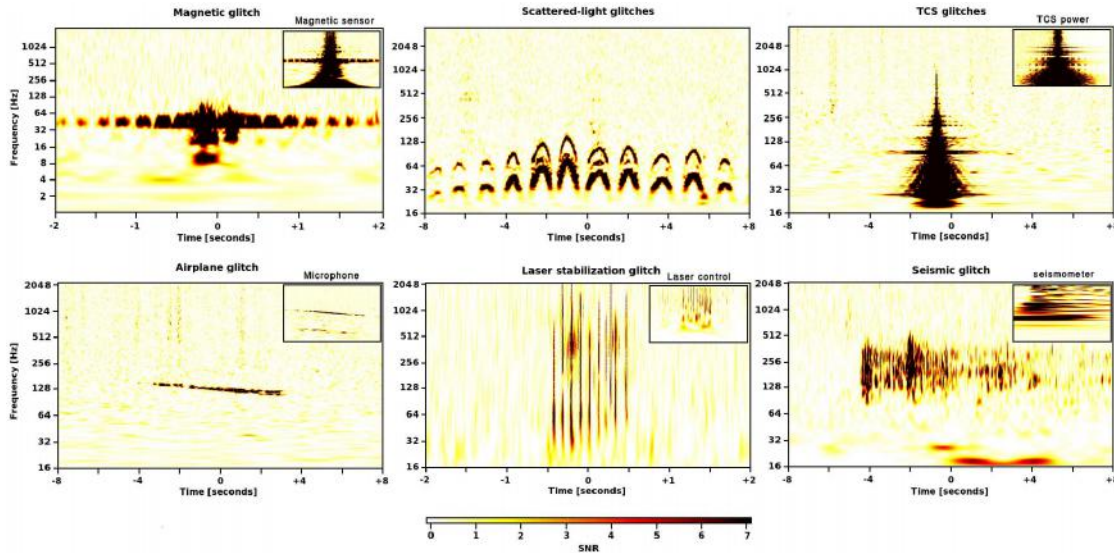 Magnetic glitch
Magnetic sensor
Frequency [Hz]
1024
512
256
128
64
32
16
8
4
2
-2 -1 0 +1 +2
Time [seconds]
Scattered-light glitches
2048
1024
512
256
128
64
32
16
-8 -4 0 +4 +8
Time [seconds]
TCS glitches
TCS power
2048
1024
512
256
128
64
32
16
-8 -4 0 +4 +8
Time [seconds]
Airplane glitch
Microphone
Frequency [Hz]
2048
1024
512
256
128
64
32
16
-8 -4 0 +4 +8
Time [seconds]
Laser stabilization glitch
Laser control
2048
1024
512
256
128
64
32
16
-2 -1 0 +1 +2
Time [seconds]
Seismic glitch
seismometer
2048
1024
512
256
128
64
32
16
-8 -4 0 +4 +8
Time [seconds]
0 1 2 3 4 5 6 7
SNR